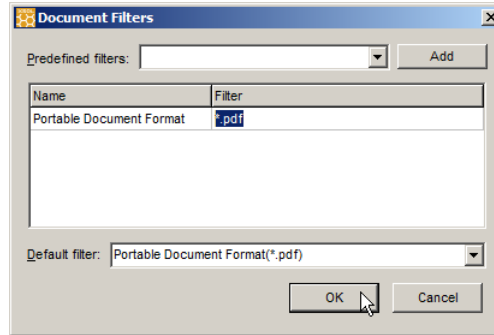 Document Filters
Predefined filters: Add
Name Filter
Portable Document Format *.pdf
Default filter: Portable Document Format(*.pdf)
OK Cancel